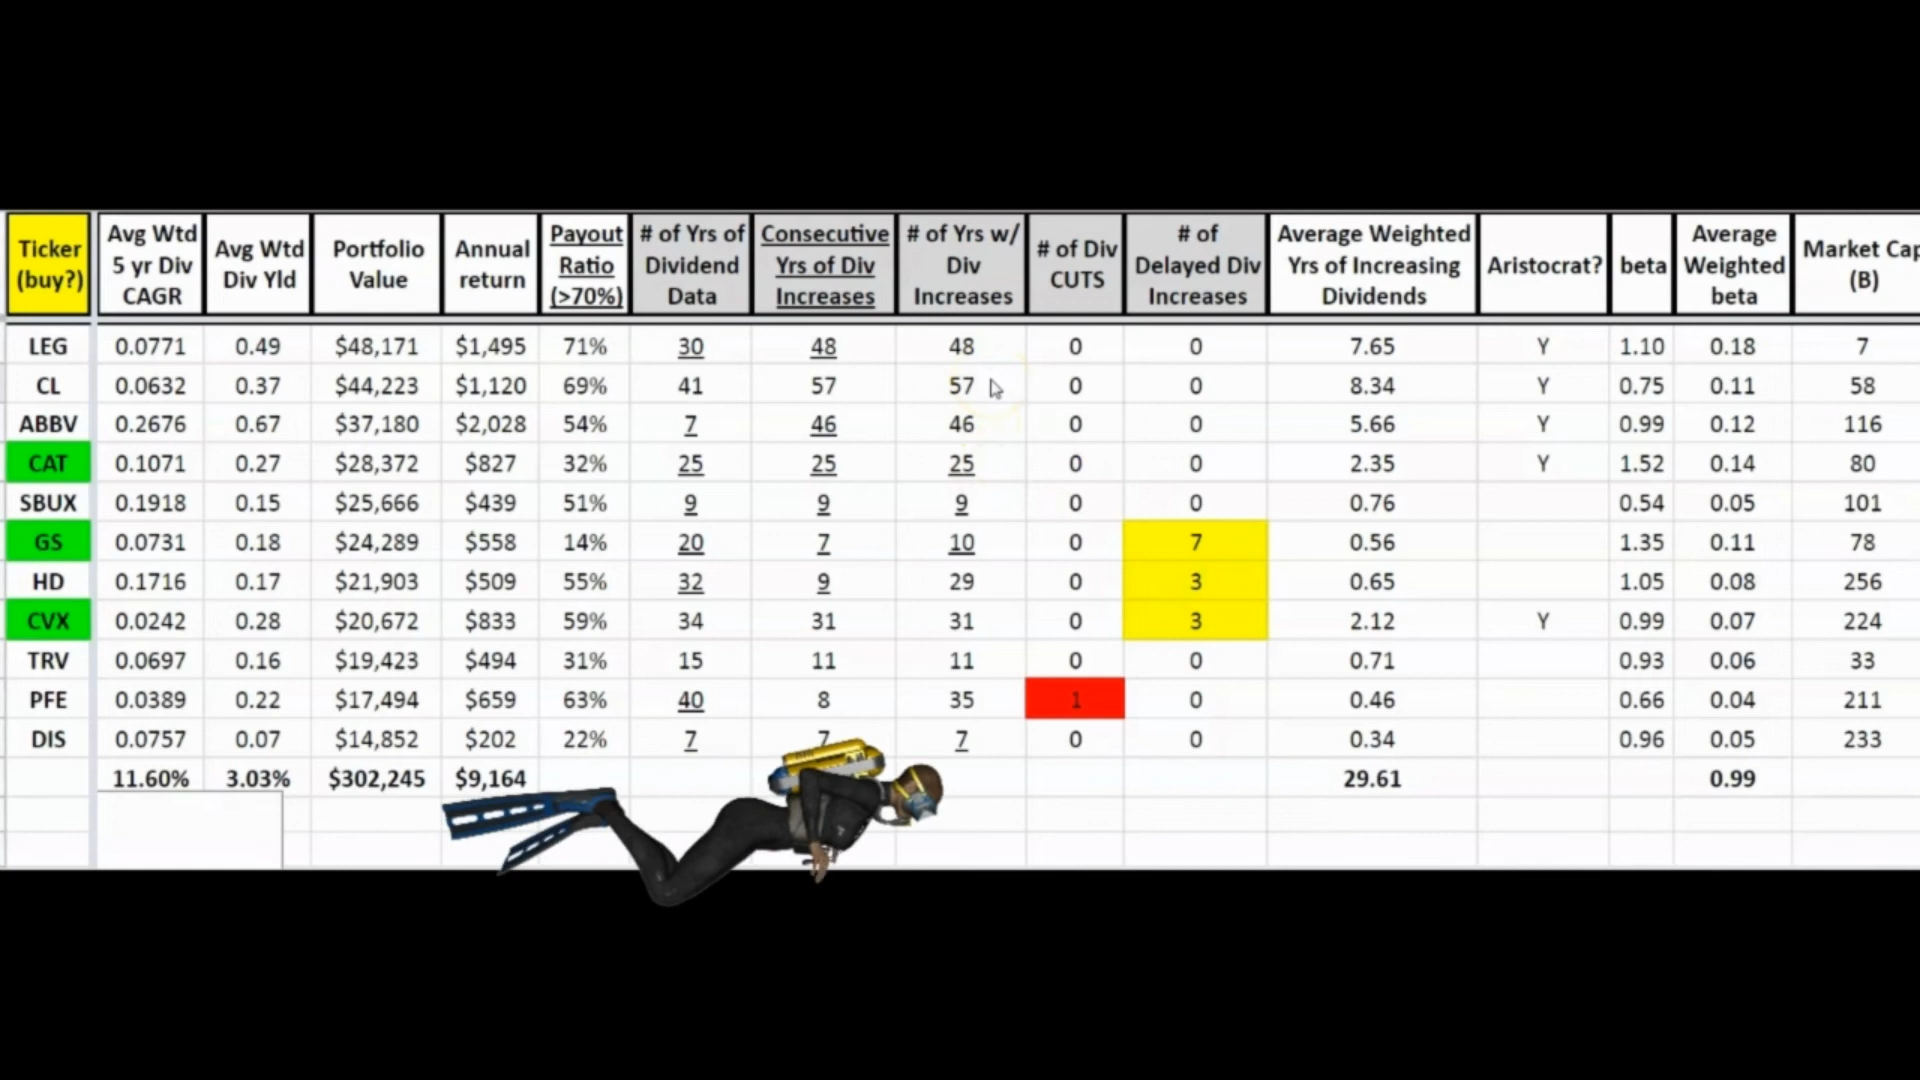 Ticker (buy?) | Avg Wtd 5 yr Div CAGR | Avg Wtd Div Yld | Portfolio Value | Annual return | Payout Ratio (>70%) | # of Yrs of Dividend Data | Consecutive Yrs of Div Increases | # of Yrs w/ Div Increases | # of Div CUTS | # of Delayed Div Increases | Average Weighted Yrs of Increasing Dividends | Aristocrat? | beta | Average Weighted beta | Market Cap (B)
LEG | 0.0771 | 0.49 | $48,171 | $1,495 | 71% | 30 | 48 | 48 | 0 | 0 | 7.65 | Y | 1.10 | 0.18 | 7
CL | 0.0632 | 0.37 | $44,223 | $1,120 | 69% | 41 | 57 | 57 | 0 | 0 | 8.34 | Y | 0.75 | 0.11 | 58
ABBV | 0.2676 | 0.67 | $37,180 | $2,028 | 54% | 7 | 46 | 46 | 0 | 0 | 5.66 | Y | 0.99 | 0.12 | 116
CAT | 0.1071 | 0.27 | $28,372 | $827 | 32% | 25 | 25 | 25 | 0 | 0 | 2.35 | Y | 1.52 | 0.14 | 80
SBUX | 0.1918 | 0.15 | $25,666 | $439 | 51% | 9 | 9 | 9 | 0 | 0 | 0.76 | | 0.54 | 0.05 | 101
GS | 0.0731 | 0.18 | $24,289 | $558 | 14% | 20 | 7 | 10 | 0 | 7 | 0.56 | | 1.35 | 0.11 | 78
HD | 0.1716 | 0.17 | $21,903 | $509 | 55% | 32 | 9 | 29 | 0 | 3 | 0.65 | | 1.05 | 0.08 | 256
CVX | 0.0242 | 0.28 | $20,672 | $833 | 59% | 34 | 31 | 31 | 0 | 3 | 2.12 | Y | 0.99 | 0.07 | 224
TRV | 0.0697 | 0.16 | $19,423 | $494 | 31% | 15 | 11 | 11 | 0 | 0 | 0.71 | | 0.93 | 0.06 | 33
PFE | 0.0389 | 0.22 | $17,494 | $659 | 63% | 40 | 8 | 35 | 1 | 0 | 0.46 | | 0.66 | 0.04 | 211
DIS | 0.0757 | 0.07 | $14,852 | $202 | 22% | 7 | 7 | 7 | 0 | 0 | 0.34 | | 0.96 | 0.05 | 233
11.60% | 3.03% | $302,245 | $9,164 | 29.61 | 0.99